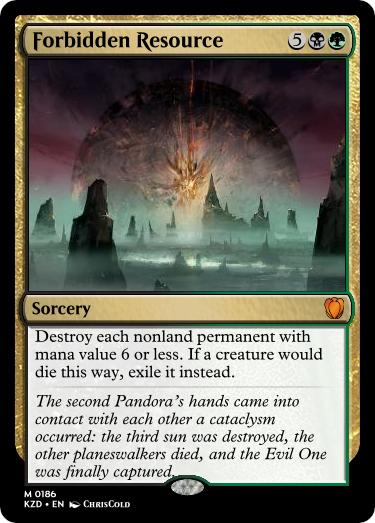 Forbidden Resource 5
Sorcery
Destroy each nonland permanent with
mana value 6 or less. If a creature would
die this way, exile it instead.
The second Pandora's hands came into
contact with each other a cataclysm
occurred: the third sun was destroyed, the
other planeswalkers died, and the Evil One
was finally captured.
M 0186
KZD • EN ChrisCold